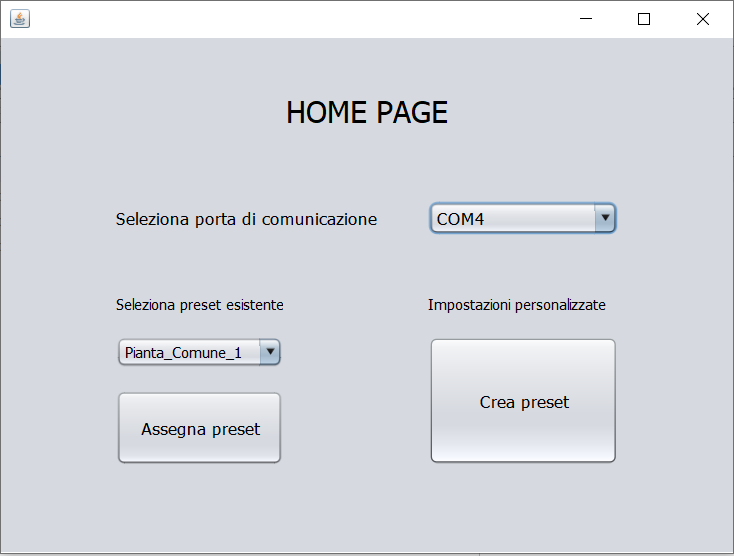 HOME PAGE
Seleziona porta di comunicazione
COM4
Seleziona preset esistente
Impostazioni personalizzate
Pianta_Comune_1
Crea preset
Assegna preset